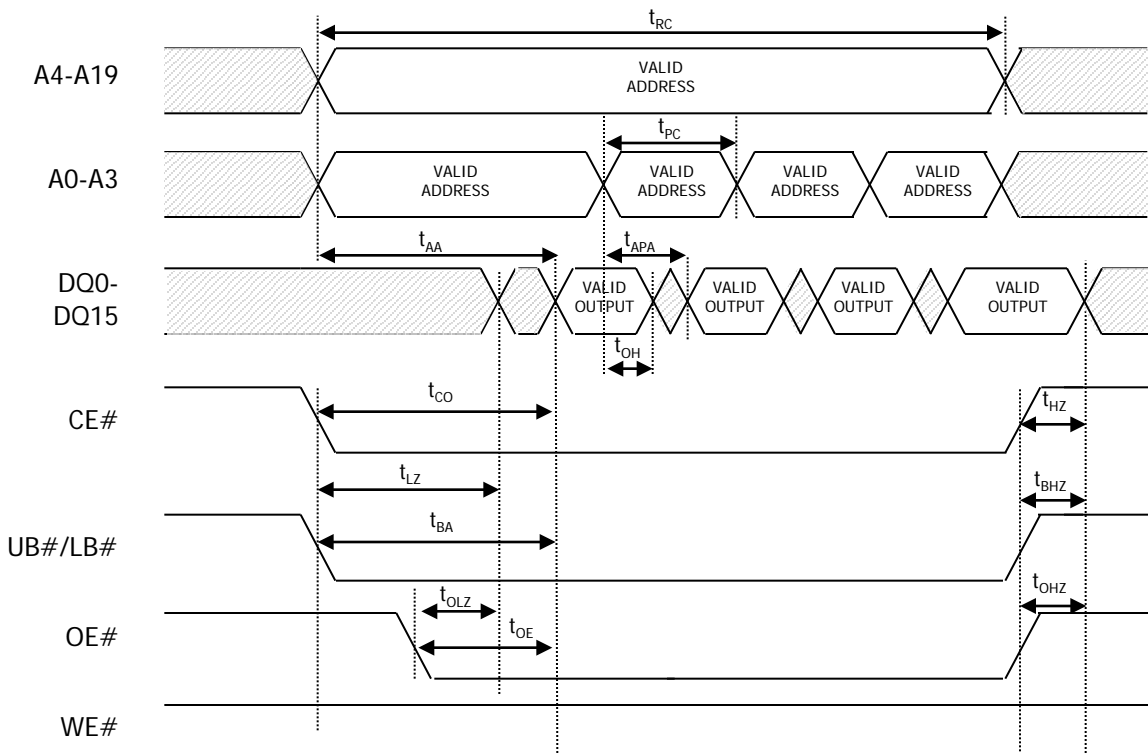 tRC
A4-A19
VALID
ADDRESS
tPC
A0-A3
VALID
ADDRESS
VALID
ADDRESS
VALID
ADDRESS
VALID
ADDRESS
tAA
tAPA
DQ0-
DQ15
VALID
OUTPUT
VALID
OUTPUT
VALID
OUTPUT
VALID
OUTPUT
tOH
CE#
tCO
tHZ
tLZ
tBHZ
UB#/LB#
tBA
tOLZ
tOHZ
OE#
tOE
WE#